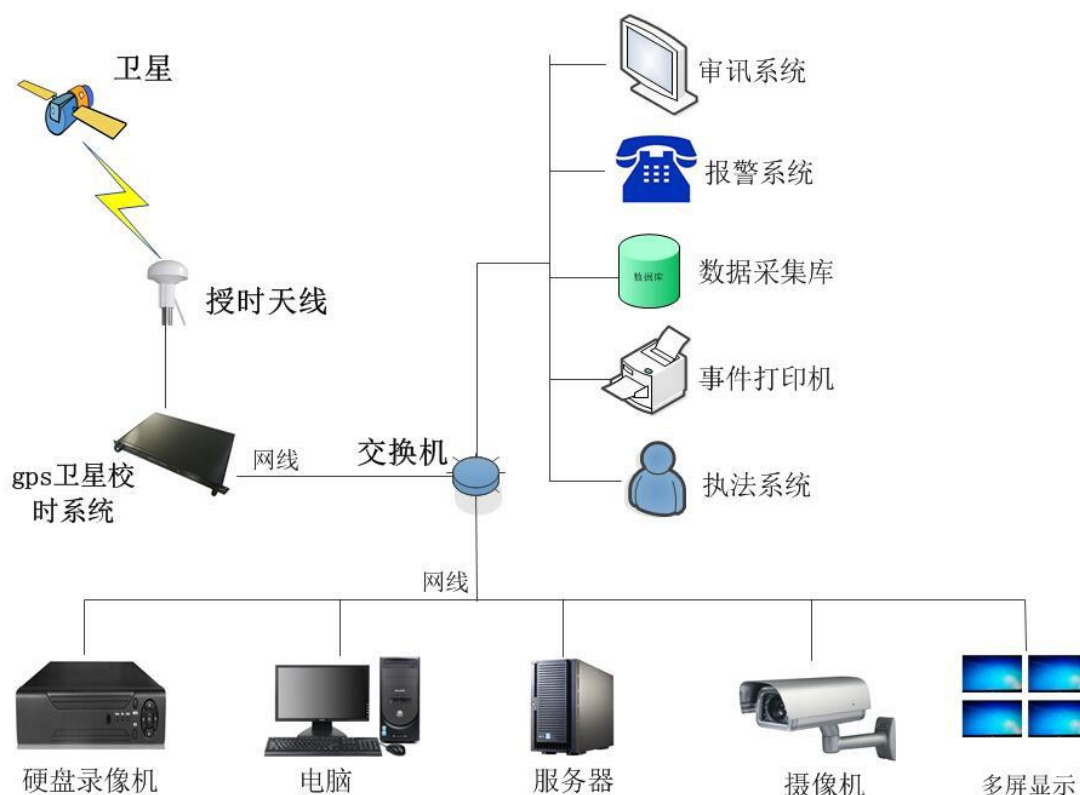 卫星
审讯系统
报警系统
数据库
数据采集库
授时天线
事件打印机
交换机
网线
gps卫星校
时系统
执法系统
网线
硬盘录像机
电脑
服务器
摄像机
多屏显示